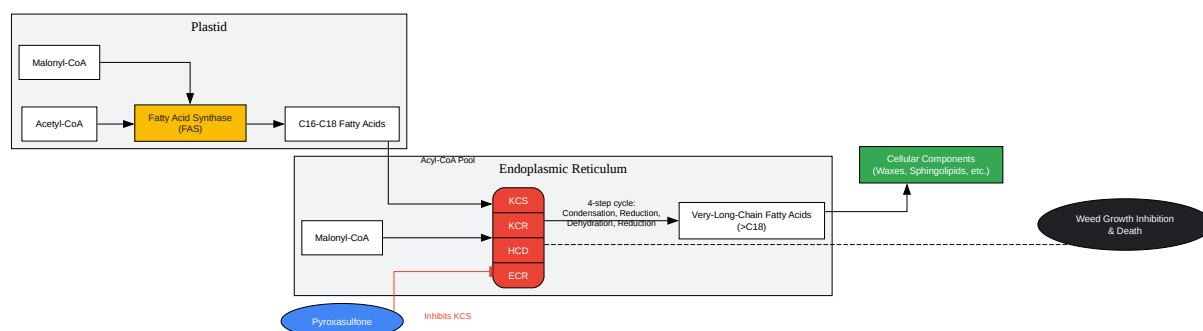 Plastid
Malonyl-CoA
Acetyl-CoA
Fatty Acid Synthase
(FAS)
C16-C18 Fatty Acids
Acyl-CoA Pool
Endoplasmic Reticulum
Malonyl-CoA
KCS
KCR
HCD
ECR
4-step cycle:
Condensation, Reduction,
Dehydration, Reduction
Very-Long-Chain Fatty Acids
(>C18)
Cellular Components
(Waxes, Sphingolipids, etc.)
Weed Growth Inhibition
& Death
Pyroxasulfone
Inhibits KCS